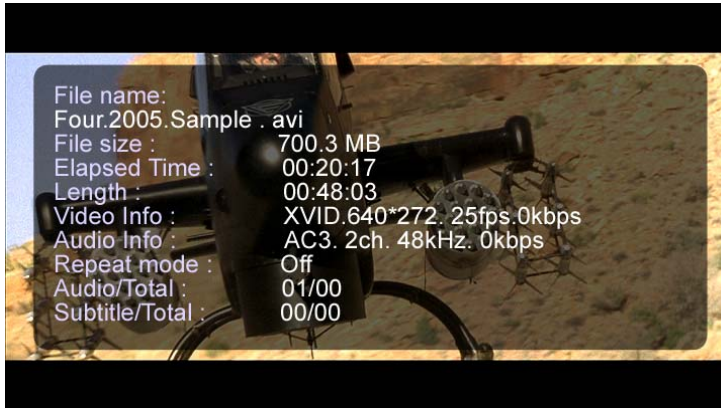 File name:
Four.2005.Sample . avi
File size : 700.3 MB
Elapsed Time : 00:20:17
Length : 00:48:03
Video Info : XVID.640*272. 25fps.0kbps
Audio Info : AC3. 2ch. 48kHz. 0kbps
Repeat mode : Off
Audio/Total : 01/00
Subtitle/Total : 00/00